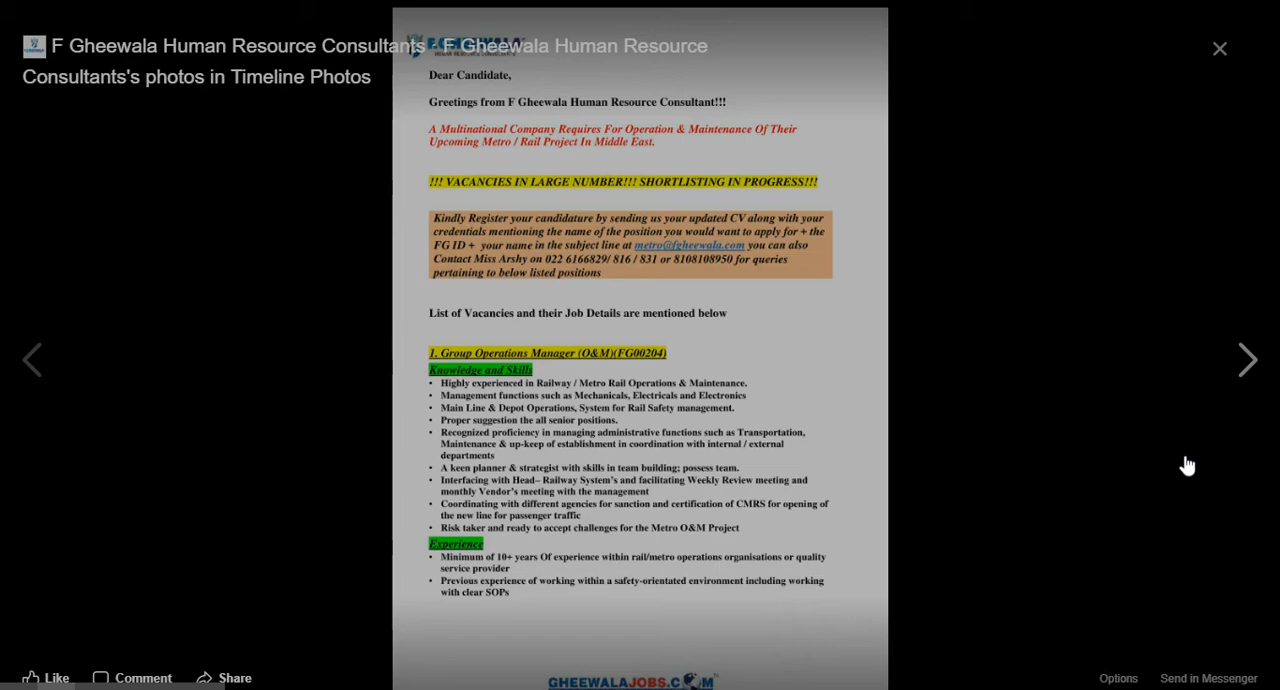 F Gheewala Human Resource Consultants - F Gheewala Human Resource
Consultants's photos in Timeline Photos
Dear Candidate,
Greetings from F Gheewala Human Resource Consultant!!!
A Multinational Company Requires For Operation & Maintenance Of Their
Upcoming Metro / Rail Project In Middle East.
!!! VACANCIES IN LARGE NUMBER!!! SHORTLISTING IN PROGRESS!!!
Kindly Register your candidature by sending us your updated CV along with your
credentials mentioning the name of the position you would want to apply for + the
FG ID + your name in the subject line at metro@fgheewala.com you can also
Contact Miss Arshy on 022 6166829/ 816 / 831 or 8108108950 for queries
pertaining to below listed positions
List of Vacancies and their Job Details are mentioned below
1. Group Operations Manager (O&M)(FG00204)
Knowledge and Skills
• Highly experienced in Railway / Metro Rail Operations & Maintenance.
• Management functions such as Mechanicals, Electricals and Electronics
• Main Line & Depot Operations, System for Rail Safety management.
• Proper suggestion the all senior positions.
• Recognized proficiency in managing administrative functions such as Transportation,
Maintenance & up-keep of establishment in coordination with internal / external
departments
• A keen planner & strategist with skills in team building; possess team.
• Interfacing with Head– Railway System's and facilitating Weekly Review meeting and
monthly Vendor's meeting with the management
• Coordinating with different agencies for sanction and certification of CMRS for opening of
the new line for passenger traffic
• Risk taker and ready to accept challenges for the Metro O&M Project
Experience
• Minimum of 10+ years Of experience within rail/metro operations organisations or quality
service provider
• Previous experience of working within a safety-orientated environment including working
with clear SOPs
GHEEWALAJOBS.COM
Like Comment Share Options Send in Messenger